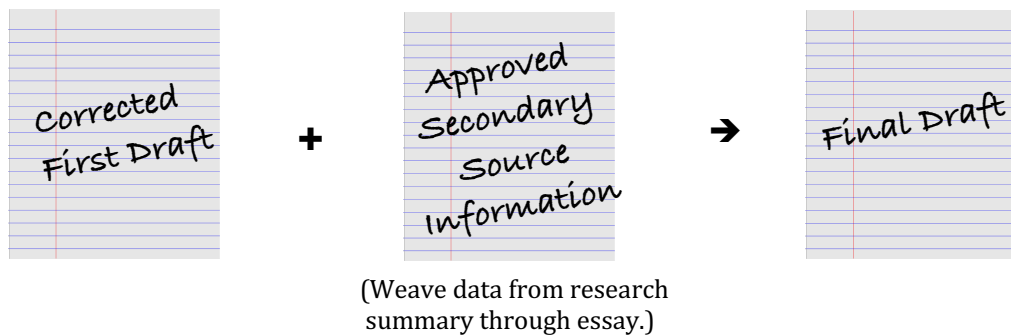 Corrected
First Draft
+
Approved
Secondary
Source
Information
→
Final Draft
(Weave data from research
summary through essay.)